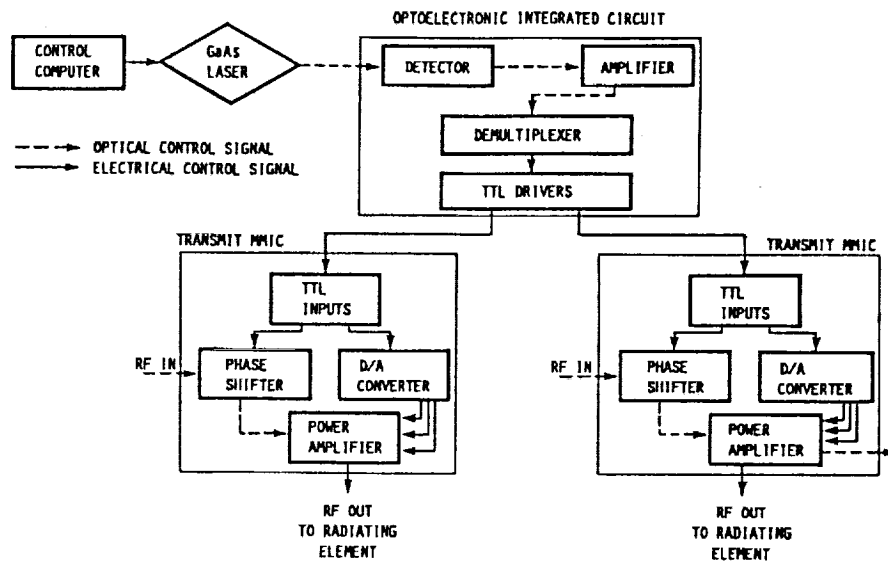 OPTOELECTRONIC INTEGRATED CIRCUIT
CONTROL
COMPUTER
GaAs
LASER
DETECTOR
AMPLIFIER
DEMULTIPLEXER
TTL DRIVERS
OPTICAL CONTROL SIGNAL
ELECTRICAL CONTROL SIGNAL
TRANSMIT MMIC
TTL
INPUTS
RF IN
PHASE
SHIFTER
D/A
CONVERTER
POWER
AMPLIFIER
RF OUT
TO RADIATING
ELEMENT
TRANSMIT MMIC
TTL
INPUTS
RF IN
PHASE
SHIFTER
D/A
CONVERTER
POWER
AMPLIFIER
RF OUT
TO RADIATING
ELEMENT